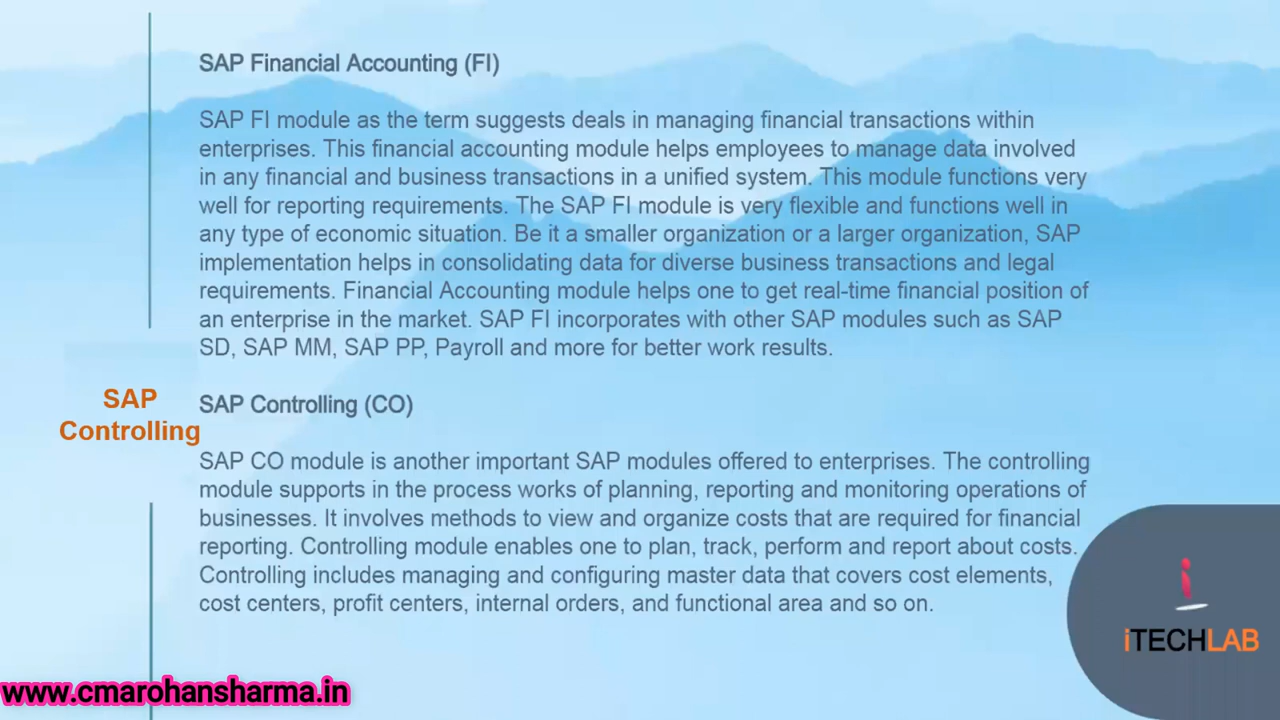 SAP Financial Accounting (FI)
SAP FI module as the term suggests deals in managing financial transactions within
enterprises. This financial accounting module helps employees to manage data involved
in any financial and business transactions in a unified system. This module functions very
well for reporting requirements. The SAP FI module is very flexible and functions well in
any type of economic situation. Be it a smaller organization or a larger organization, SAP
implementation helps in consolidating data for diverse business transactions and legal
requirements. Financial Accounting module helps one to get real-time financial position of
an enterprise in the market. SAP FI incorporates with other SAP modules such as SAP
SD, SAP MM, SAP PP, Payroll and more for better work results.
SAP
Controlling
SAP Controlling (CO)
SAP CO module is another important SAP modules offered to enterprises. The controlling
module supports in the process works of planning, reporting and monitoring operations of
businesses. It involves methods to view and organize costs that are required for financial
reporting. Controlling module enables one to plan, track, perform and report about costs.
Controlling includes managing and configuring master data that covers cost elements,
cost centers, profit centers, internal orders, and functional area and so on.
iTECHLAB
www.cmarohansharma.in